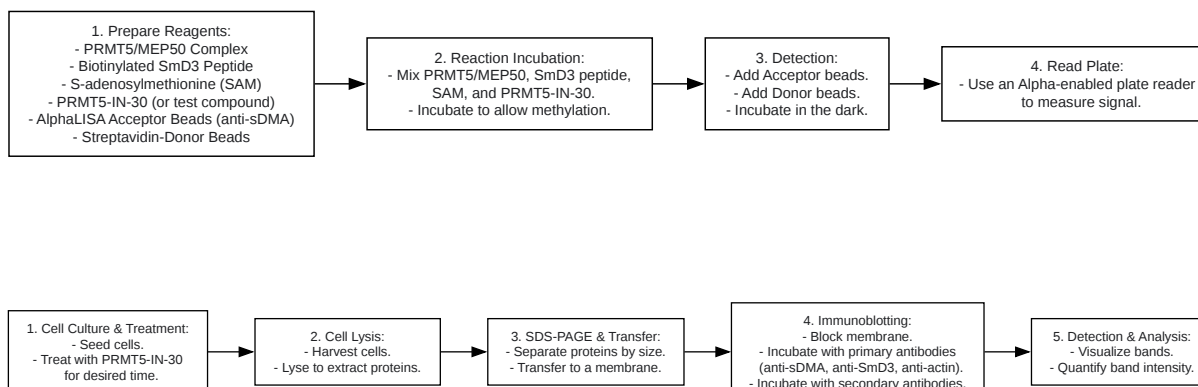 1. Prepare Reagents:
- PRMT5/MEP50 Complex
- Biotinylated SmD3 Peptide
- S-adenosylmethionine (SAM)
- PRMT5-IN-30 (or test compound)
- AlphaLISA Acceptor Beads (anti-sDMA)
- Streptavidin-Donor Beads
2. Reaction Incubation:
- Mix PRMT5/MEP50, SmD3 peptide,
SAM, and PRMT5-IN-30.
- Incubate to allow methylation.
3. Detection:
- Add Acceptor beads.
- Add Donor beads.
- Incubate in the dark.
4. Read Plate:
- Use an Alpha-enabled plate reader
to measure signal.
1. Cell Culture & Treatment:
- Seed cells.
- Treat with PRMT5-IN-30
for desired time.
2. Cell Lysis:
- Harvest cells.
- Lyse to extract proteins.
3. SDS-PAGE & Transfer:
- Separate proteins by size.
- Transfer to a membrane.
4. Immunoblotting:
- Block membrane.
- Incubate with primary antibodies
(anti-sDMA, anti-SmD3, anti-actin).
- Incubate with secondary antibodies.
5. Detection & Analysis:
- Visualize bands.
- Quantify band intensity.